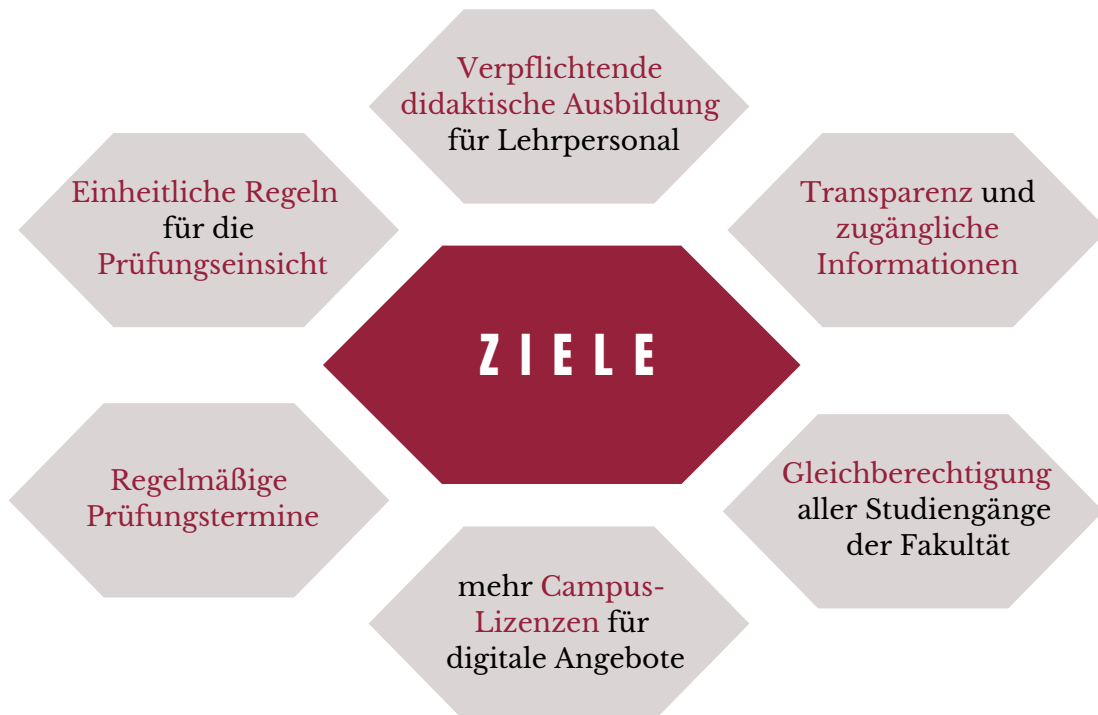 Verpflichtende
didaktische Ausbildung
für Lehrpersonal
Einheitliche Regeln
für die
Prüfungseinsicht
Transparenz und
zugängliche
Informationen
ZIELE
Regelmäßige
Prüfungstermine
Gleichberechtigung
aller Studiengänge
der Fakultät
mehr Campus-
Lizenzen für
digitale Angebote